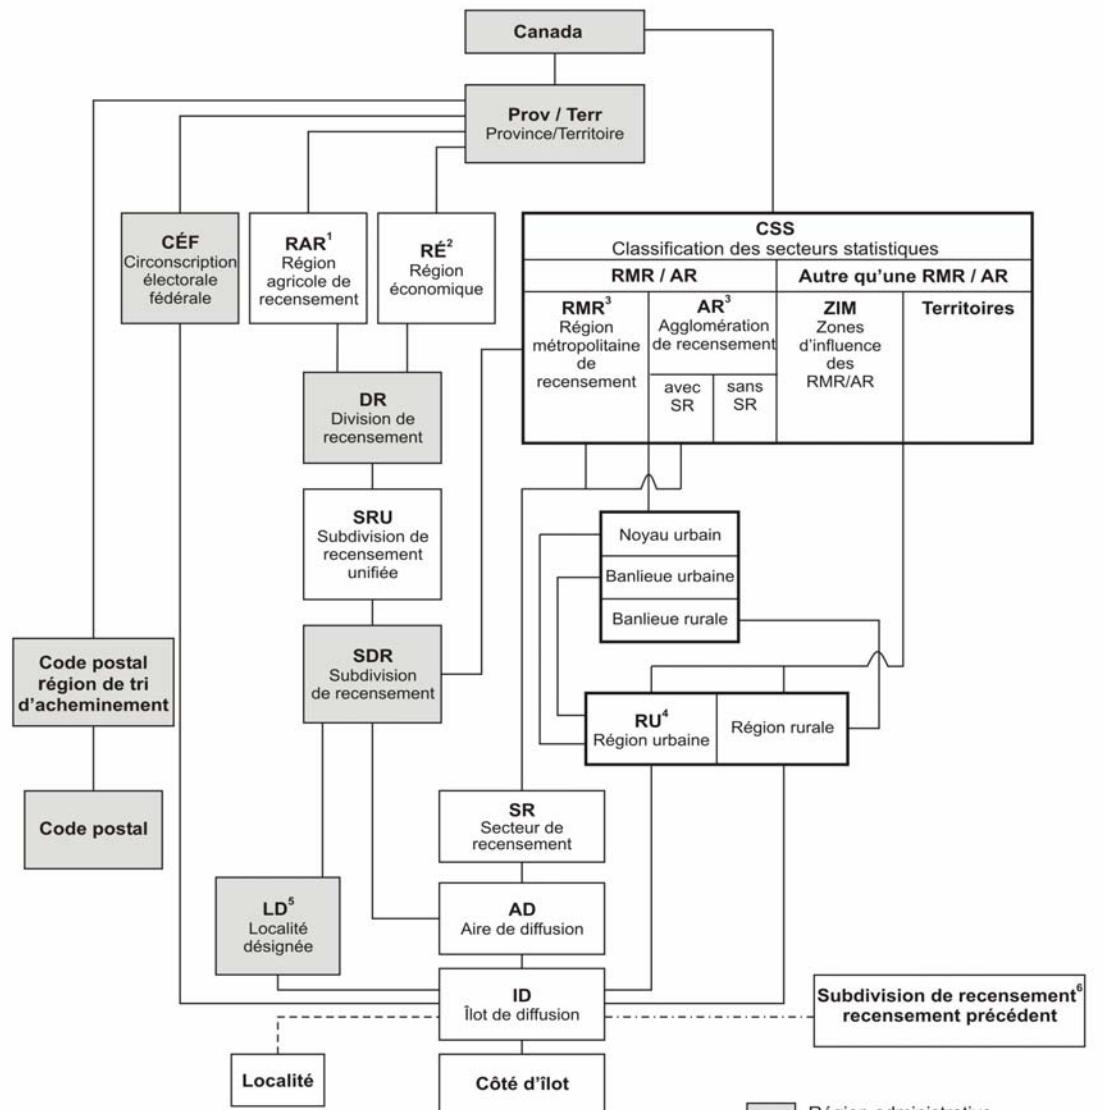 Canada
Prov / Terr
Province/Territoire
CÉF
Circonscription
électorale
fédérale
RAR1
Région
agricole de
recensement
RÉ2
Région
économique
CSS
Classification des secteurs statistiques
RMR / AR
Autre qu'une RMR / AR
RMR3
Région
métropolitaine
de
recensement
AR3
Agglomération
de recensement
avec
SR
sans
SR
ZIM
Zones
d'influence
des
RMR/AR
Territoires
DR
Division de
recensement
SRU
Subdivision de
recensement
unifiée
Noyau urbain
Banlieue urbaine
Banlieue rurale
SDR
Subdivision
de recensement
Code postal
région de tri
d'acheminement
RU4
Région urbaine
Région rurale
Code postal
SR
Secteur de
recensement
LD5
Localité
désignée
AD
Aire de diffusion
ID
Îlot de diffusion
Subdivision de recensement6
recensement précédent
Localité
Côté d'îlot
Région administrative